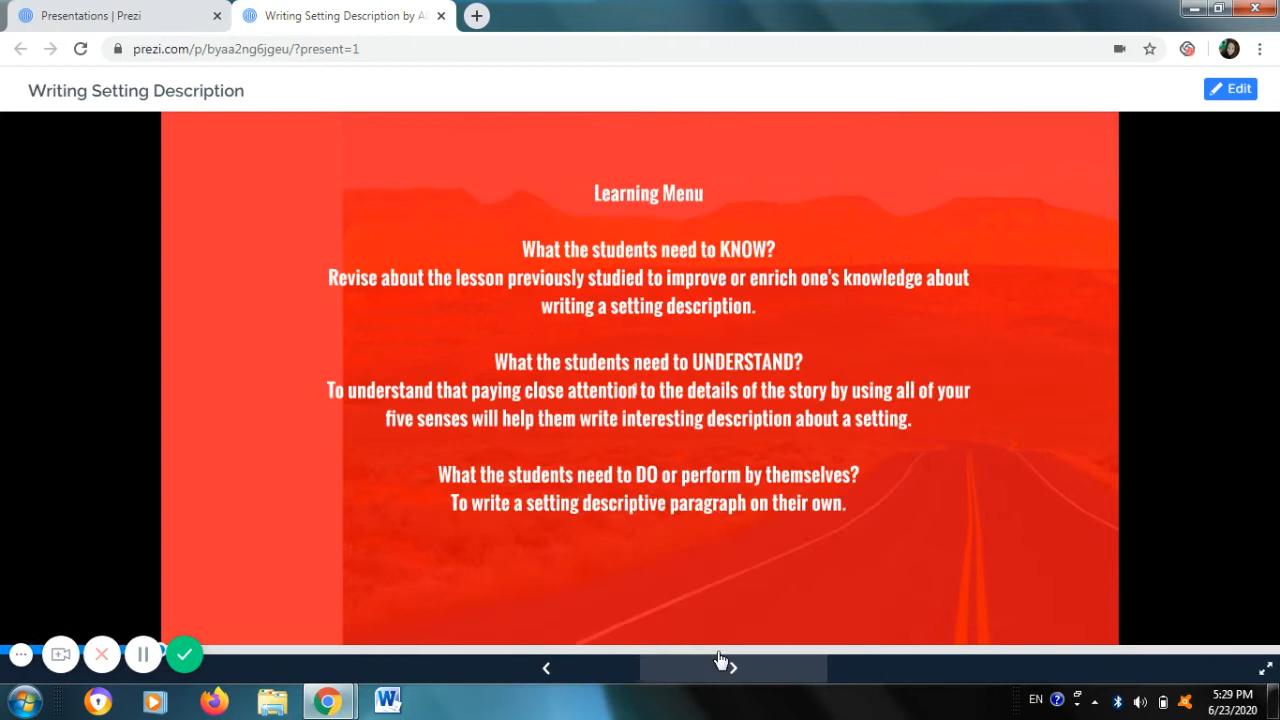 Presentations | Prezi
Writing Setting Description by
prezi.com/p/byaa2ng6jgeu/?present=1
Writing Setting Description
Edit
Learning Menu
What the students need to KNOW?
Revise about the lesson previously studied to improve or enrich one's knowledge about
writing a setting description.
What the students need to UNDERSTAND?
To understand that paying close attention to the details of the story by using all of your
five senses will help them write interesting description about a setting.
What the students need to DO or perform by themselves?
To write a setting descriptive paragraph on their own.
EN
5:29 PM
6/23/2020